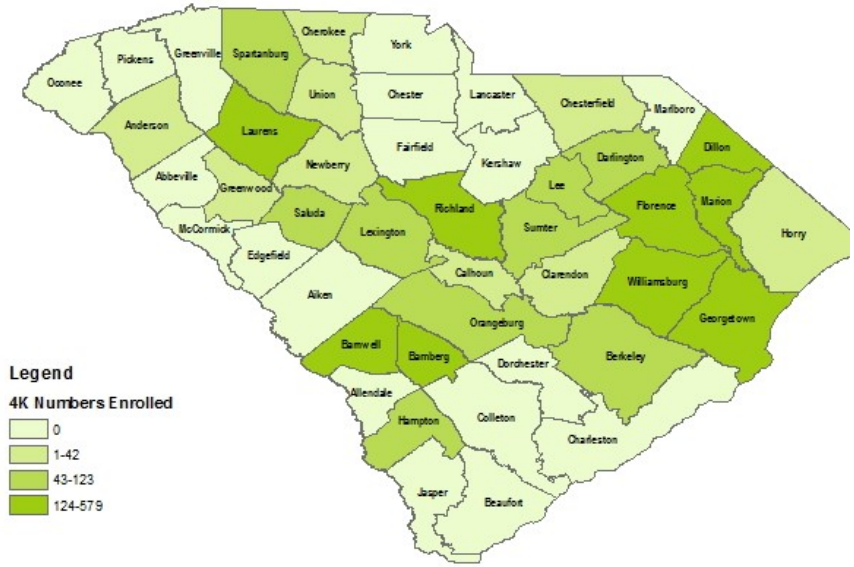 Cherokee
Spartanburg
York
Greenville
Pickens
Oconee
Union
Chester
Lancaster
Chesterfield
Marlboro
Anderson
Laurens
Fairfield
Kershaw
Darlington
Dillon
Newberry
Abbeville
Greenwood
Lee
Richland
Florence
Marion
Saluda
McCormick
Lexington
Sumter
Horry
Edgefield
Calhoun
Clarendon
Aiken
Williamsburg
Orangeburg
Georgetown
Barnwell
Bamberg
Berkeley
Dorchester
Allendale
Colleton
Hampton
Charleston
Jasper
Beaufort
Legend
4K Numbers Enrolled
0
1-42
43-123
124-579